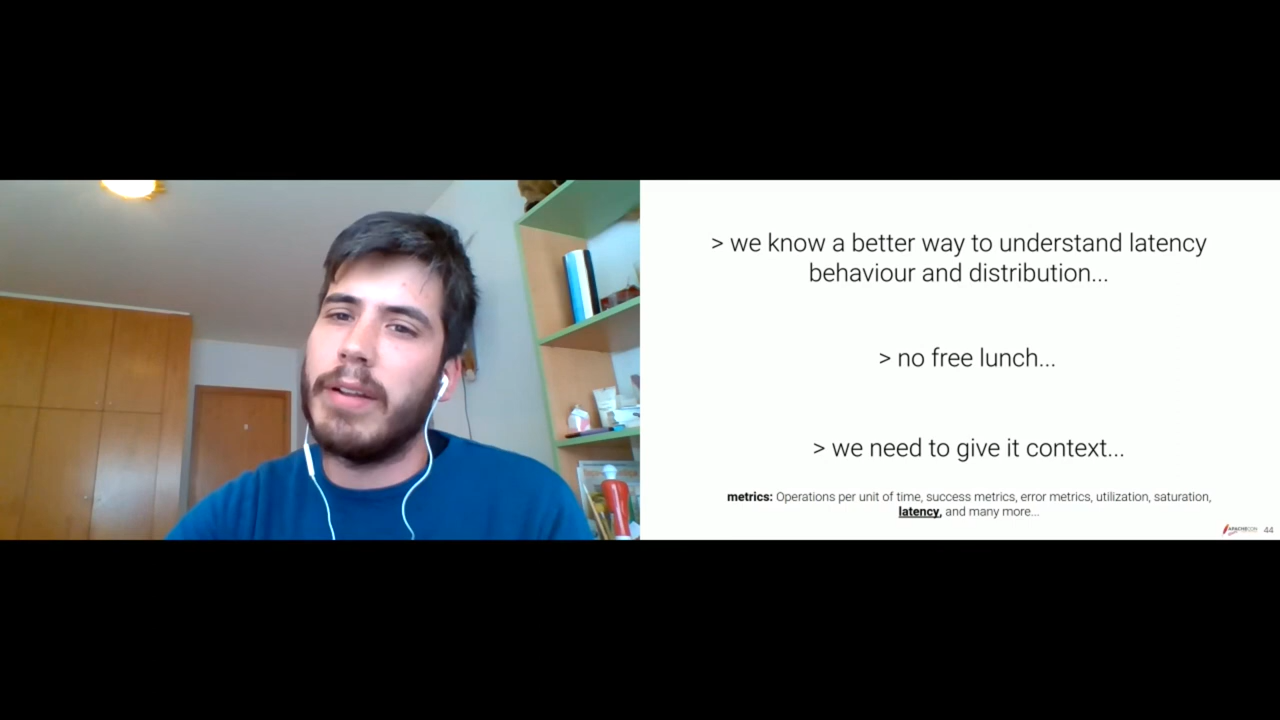 > we know a better way to understand latency
behaviour and distribution...
> no free lunch...
> we need to give it context...
metrics: Operations per unit of time, success metrics, error metrics, utilization, saturation,
latency, and many more...
APACHECON
44